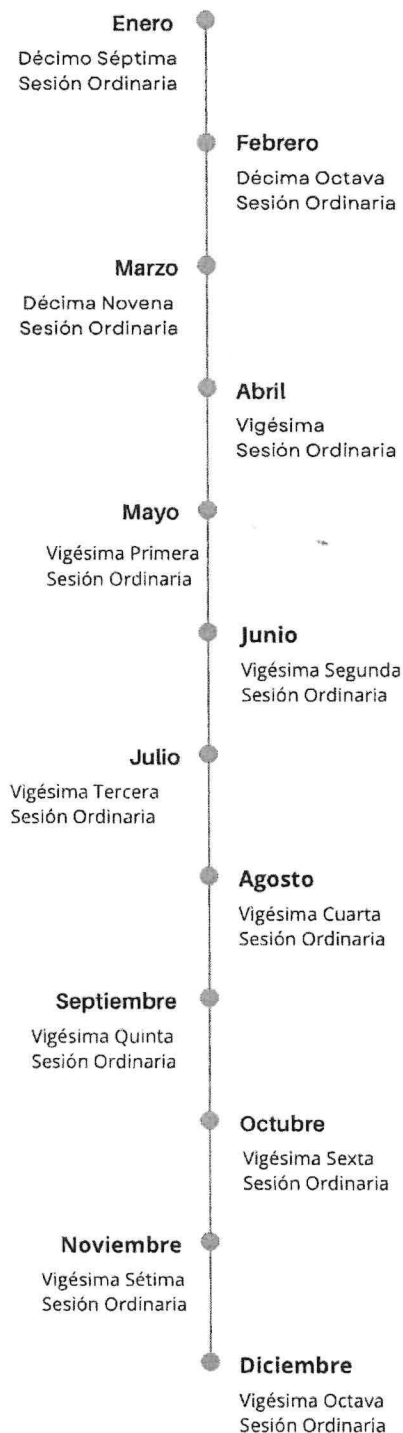 Enero
Décimo Séptima
Sesión Ordinaria
Febrero
Décima Octava
Sesión Ordinaria
Marzo
Décima Novena
Sesión Ordinaria
Abril
Vigésima
Sesión Ordinaria
Mayo
Vigésima Primera
Sesión Ordinaria
Junio
Vigésima Segunda
Sesión Ordinaria
Julio
Vigésima Tercera
Sesión Ordinaria
Agosto
Vigésima Cuarta
Sesión Ordinaria
Septiembre
Vigésima Quinta
Sesión Ordinaria
Octubre
Vigésima Sexta
Sesión Ordinaria
Noviembre
Vigésima Sétima
Sesión Ordinaria
Diciembre
Vigésima Octava
Sesión Ordinaria